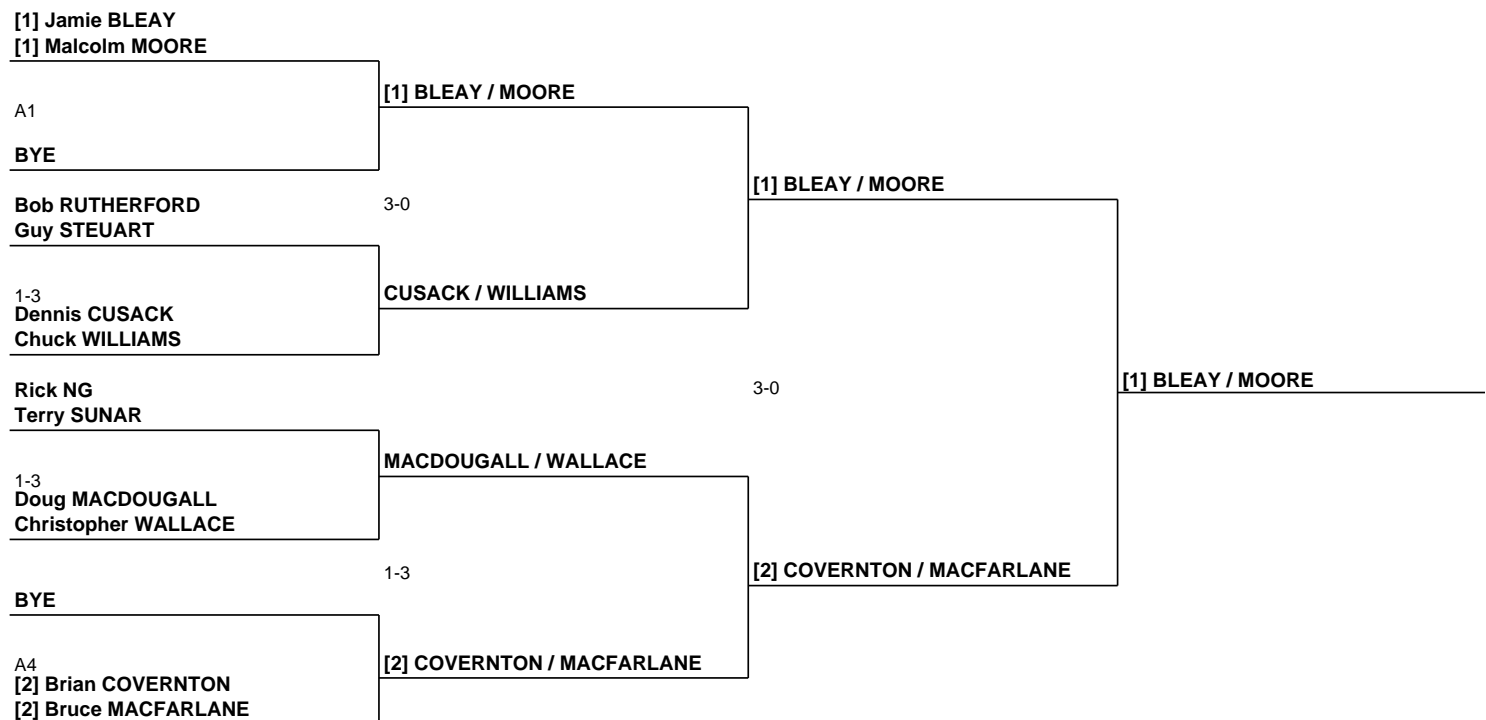 [1] Jamie BLEAY
[1] Malcolm MOORE
A1
BYE
[1] BLEAY / MOORE
Bob RUTHERFORD
Guy STEUART
3-0
1-3
Dennis CUSACK
Chuck WILLIAMS
CUSACK / WILLIAMS
[1] BLEAY / MOORE
Rick NG
Terry SUNAR
3-0
[1] BLEAY / MOORE
1-3
Doug MACDOUGALL
Christopher WALLACE
MACDOUGALL / WALLACE
1-3
[2] COVERNTON / MACFARLANE
BYE
A4
[2] Brian COVERNTON
[2] Bruce MACFARLANE
[2] COVERNTON / MACFARLANE